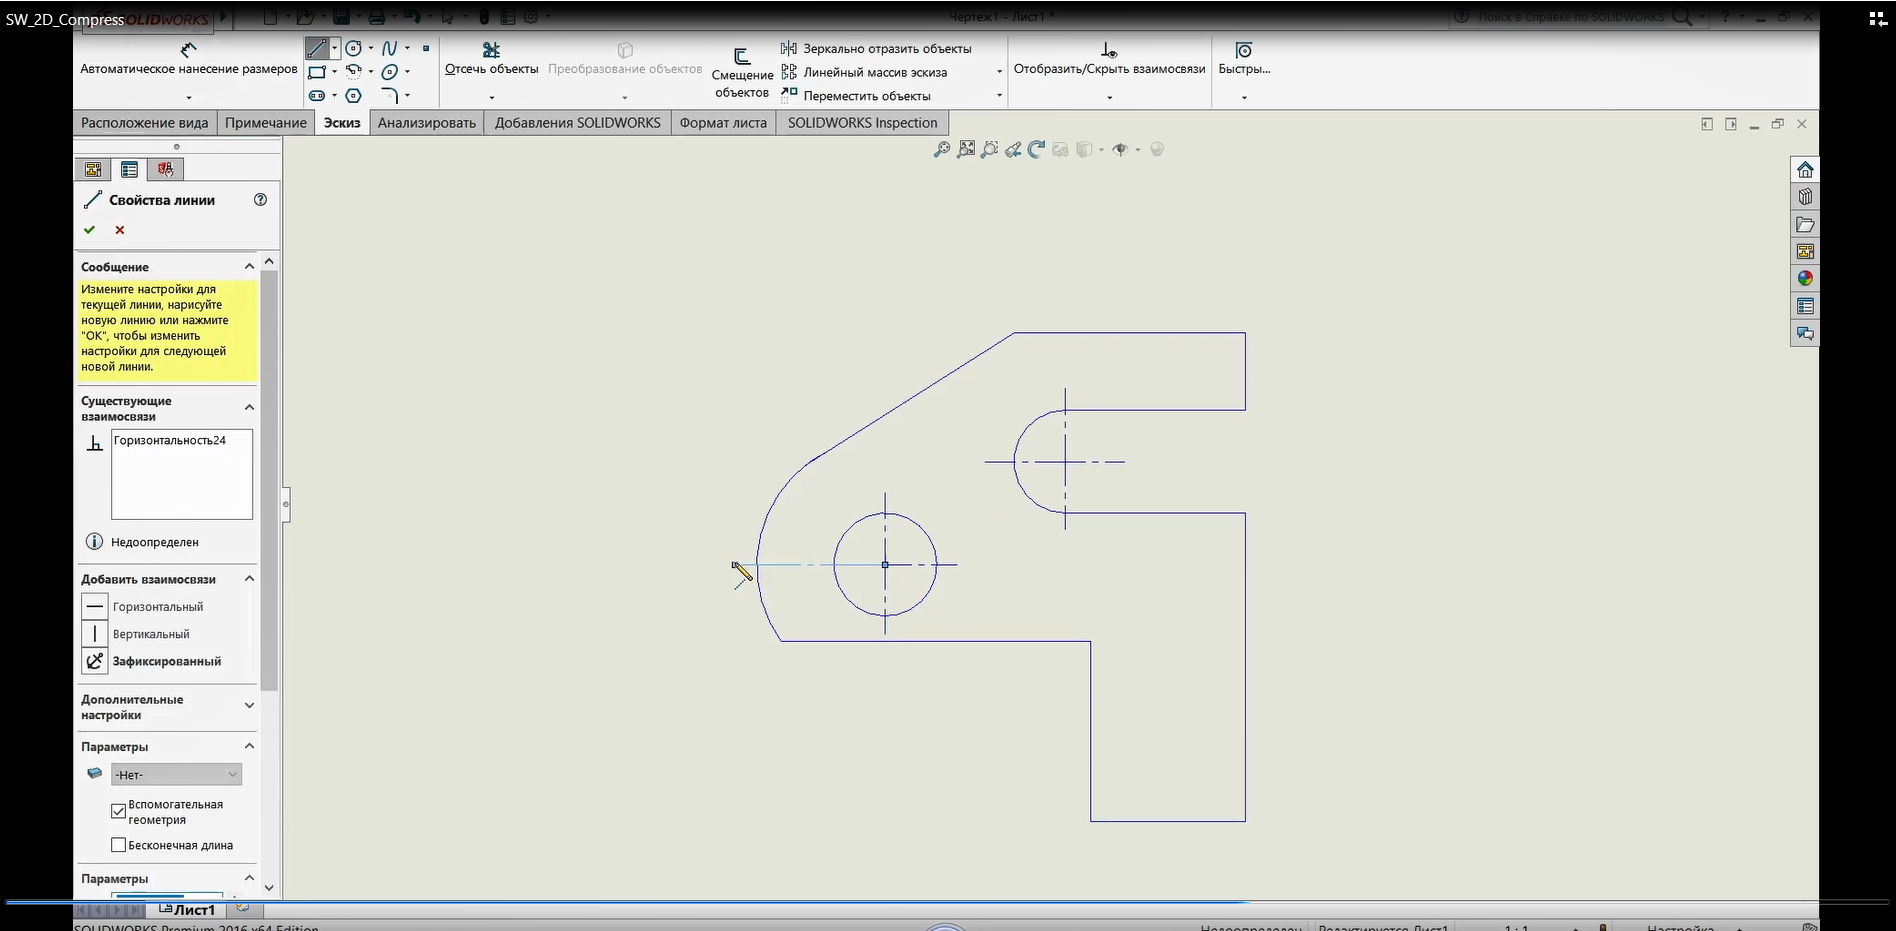 SW_2D_Compress
SOLIDWORKS
Чертеж1 - Лист1 *
Поиск в Справке по SOLIDWORKS
Автоматическое нанесение размеров
Отсечь объекты
Преобразование объектов
Смещение
объектов
Зеркально отразить объекты
Линейный массив эскиза
Переместить объекты
Отобразить/Скрыть взаимосвязи
Быстры...
Расположение вида
Примечание
Эскиз
Анализировать
Добавления SOLIDWORKS
Формат листа
SOLIDWORKS Inspection
Свойства линии
Сообщение
Измените настройки для
текущей линии, нарисуйте
новую линию или нажмите
"ОК", чтобы изменить
настройки для следующей
новой линии.
Существующие
взаимосвязи
Горизонтальность24
Недоопределен
Добавить взаимосвязи
Горизонтальный
Вертикальный
Зафиксированный
Дополнительные
настройки
Параметры
-Нет-
Вспомогательная
геометрия
Бесконечная длина
Параметры
Лист1
SOLIDWORKS Premium 2016 x64 Edition
Недоопределен
Редактируется Лист1
1 : 1
Настройка